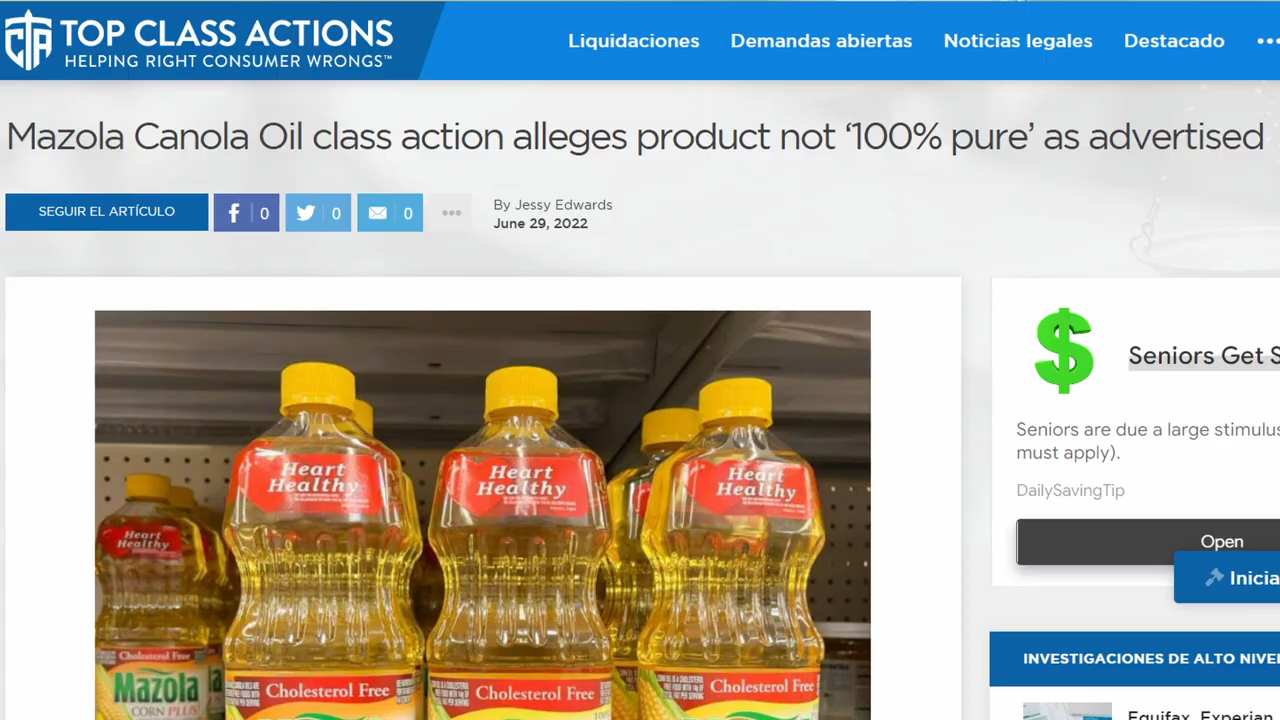 TOP CLASS ACTIONS
HELPING RIGHT CONSUMER WRONGS™
Liquidaciones Demandas abiertas Noticias legales Destacado
Mazola Canola Oil class action alleges product not ‘100% pure’ as advertised
SEGUIR EL ARTÍCULO
0 0 0
By Jessy Edwards
June 29, 2022
Seniors Get S
Seniors are due a large stimulus
must apply).
DailySavingTip
Open
Inicia
INVESTIGACIONES DE ALTO NIVE
Equifax, Experian
Heart
Healthy
Heart
Healthy
Heart
Healthy
Heart
Healthy
Cholesterol Free
Mazola
CORN PLUS!
Cholesterol Free
Cholesterol Free
Cholesterol Free